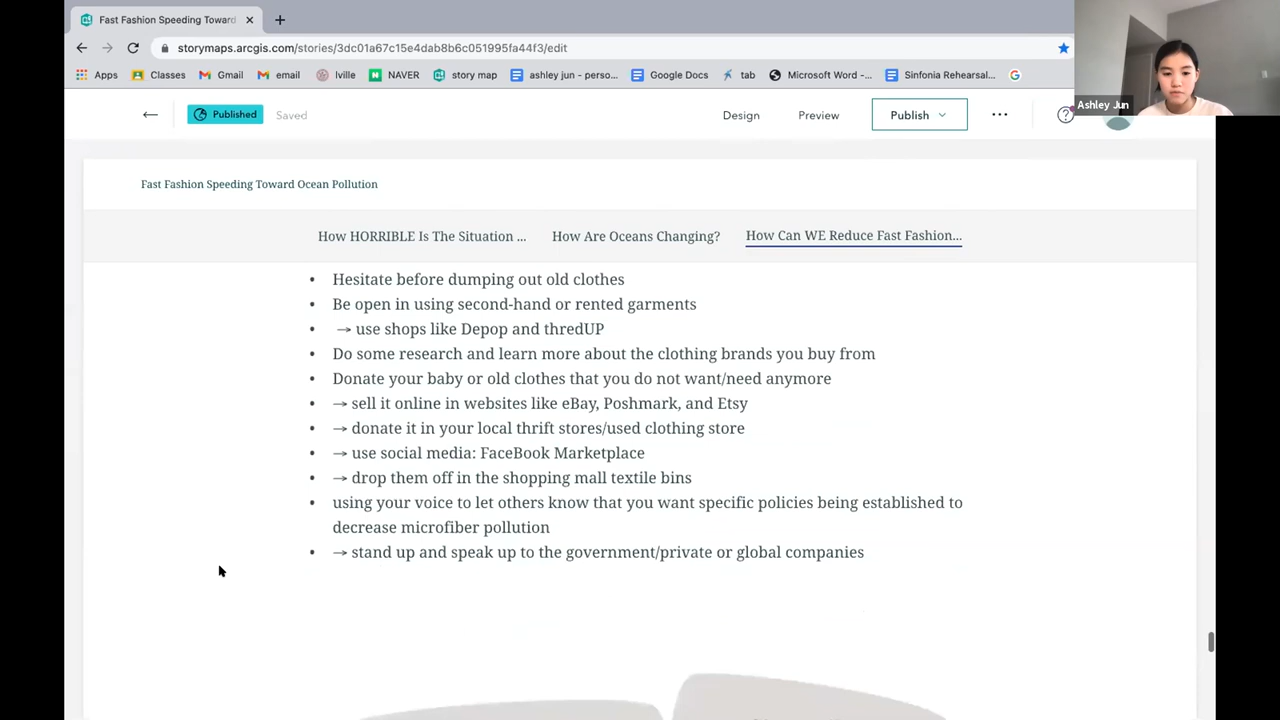 Fast Fashion Speeding Toward
storymaps.arcgis.com/stories/3dc01a67c15e4dab8b6c051995fa44f3/edit
Apps Classes Gmail email lville NAVER story map ashley jun - perso... Google Docs tab Microsoft Word -... Sinfonia Rehearsal...
Ashley Jun
Published Saved Design Preview Publish
Fast Fashion Speeding Toward Ocean Pollution
How HORRIBLE Is The Situation ... How Are Oceans Changing? How Can WE Reduce Fast Fashion...
• Hesitate before dumping out old clothes
• Be open in using second-hand or rented garments
• → use shops like Depop and thredUP
• Do some research and learn more about the clothing brands you buy from
• Donate your baby or old clothes that you do not want/need anymore
• → sell it online in websites like eBay, Poshmark, and Etsy
• → donate it in your local thrift stores/used clothing store
• → use social media: FaceBook Marketplace
• → drop them off in the shopping mall textile bins
• using your voice to let others know that you want specific policies being established to
decrease microfiber pollution
• → stand up and speak up to the government/private or global companies